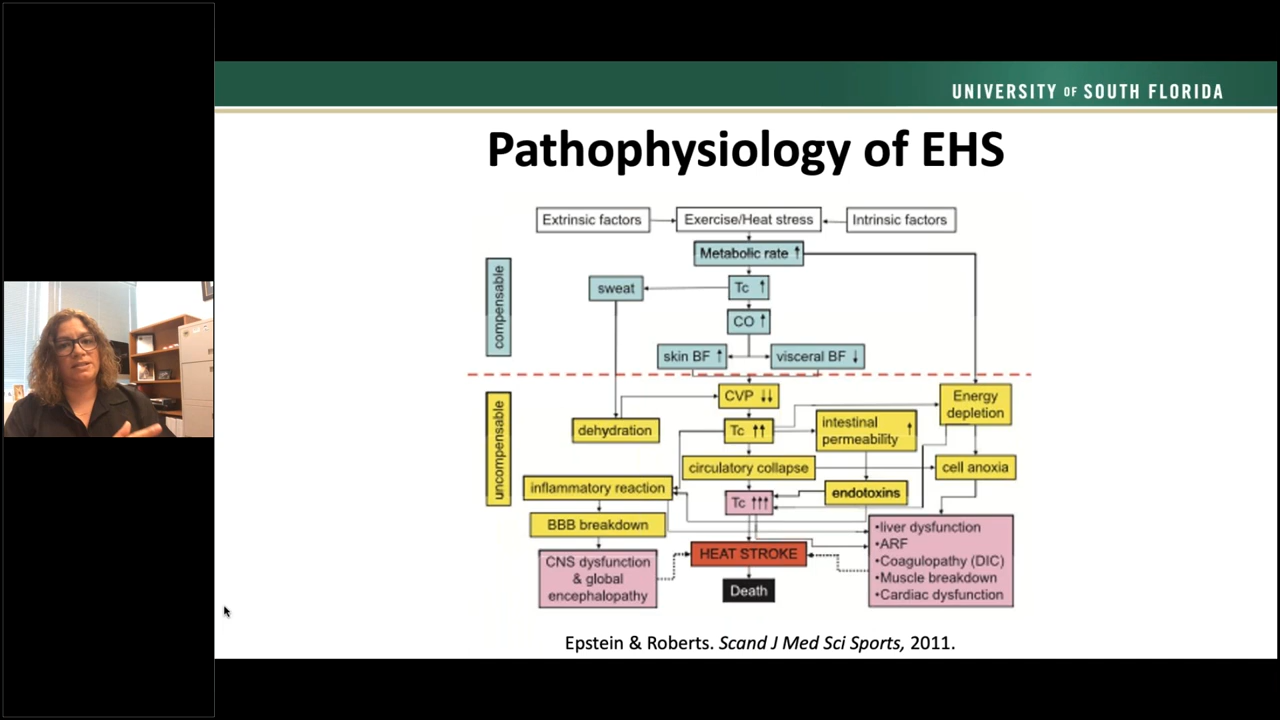 UNIVERSITY OF SOUTH FLORIDA
Pathophysiology of EHS
Extrinsic factors
Exercise/Heat stress
Intrinsic factors
Metabolic rate ↑
compensable
sweat
Tc ↑
CO ↑
skin BF ↑
visceral BF ↓
uncompensable
CVP ↓↓
Energy
depletion
dehydration
Tc ↑↑
intestinal
permeability ↑
circulatory collapse
cell anoxia
inflammatory reaction
endotoxins
Tc ↑↑↑
BBB breakdown
•liver dysfunction
•ARF
•Coagulopathy (DIC)
•Muscle breakdown
•Cardiac dysfunction
HEAT STROKE
CNS dysfunction
& global
encephalopathy
Death
Epstein & Roberts. Scand J Med Sci Sports, 2011.